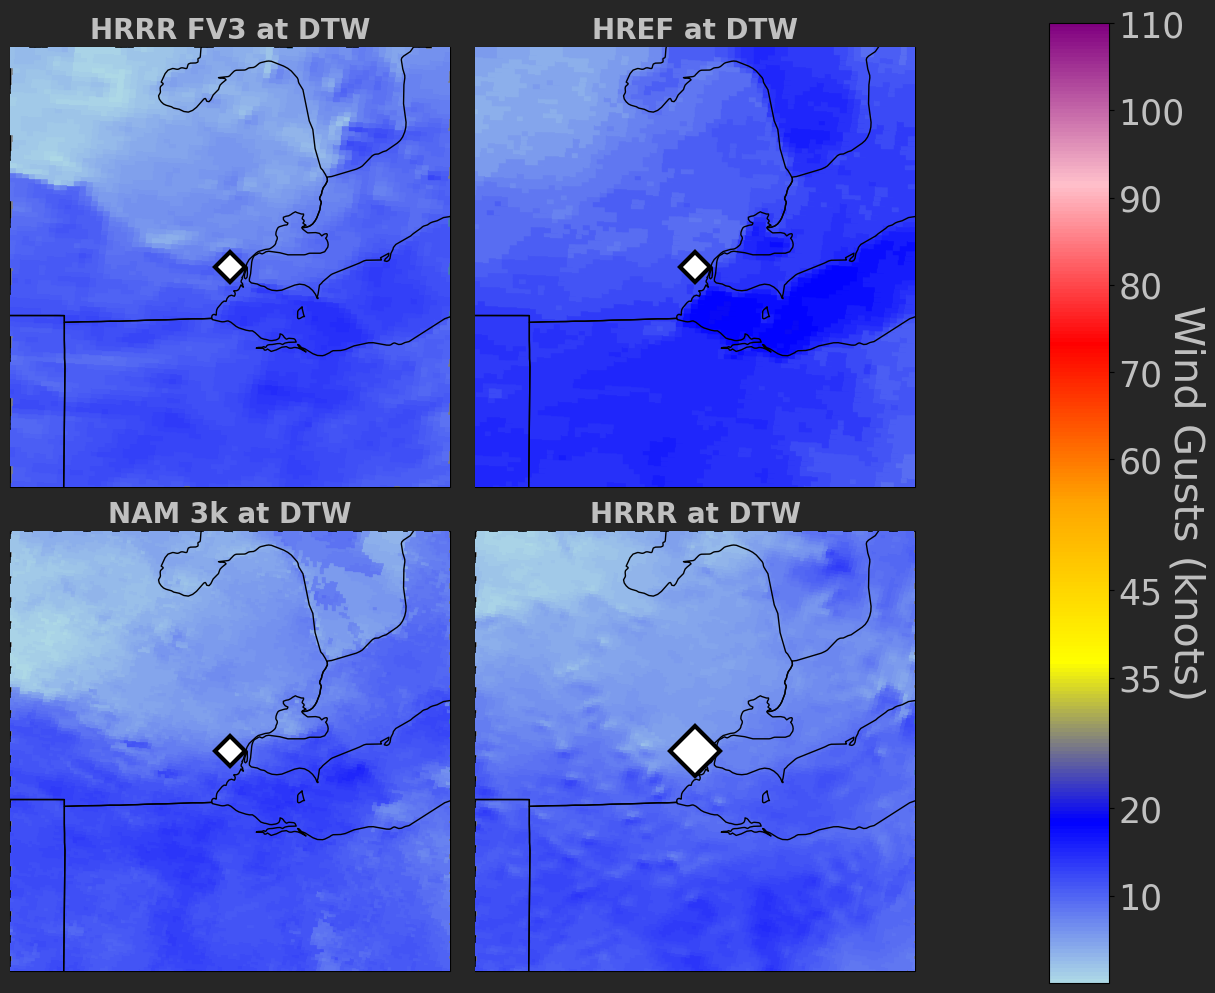 HRRR FV3 at DTW
HREF at DTW
NAM 3k at DTW
HRRR at DTW
110
100
90
80
70
60
45
35
20
10
Wind Gusts (knots)